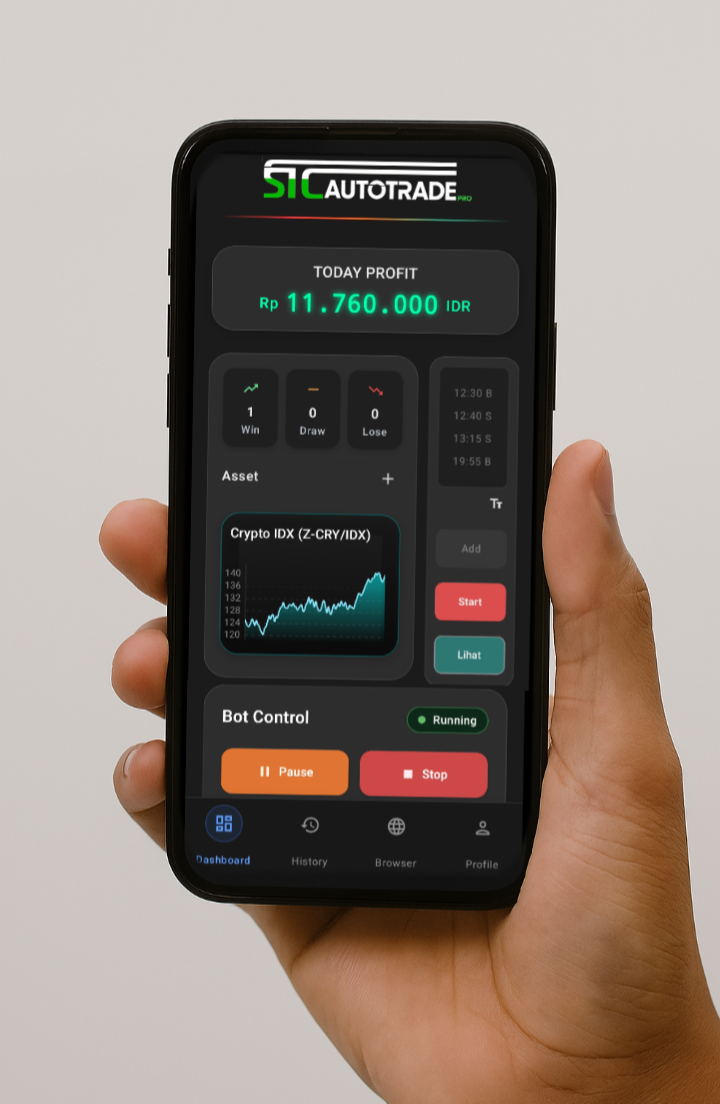 STC AUTOTRADE PRO
TODAY PROFIT
Rp 11.760.000 IDR
1
Win
0
Draw
0
Lose
Asset +
Crypto IDX (Z-CRY/IDX)
140
136
132
128
124
120
12:30 B
12:40 S
13:15 S
19:55 B
TT
Add
Start
Lihat
Bot Control
Running
Pause
Stop
Dashboard
History
Browser
Profile